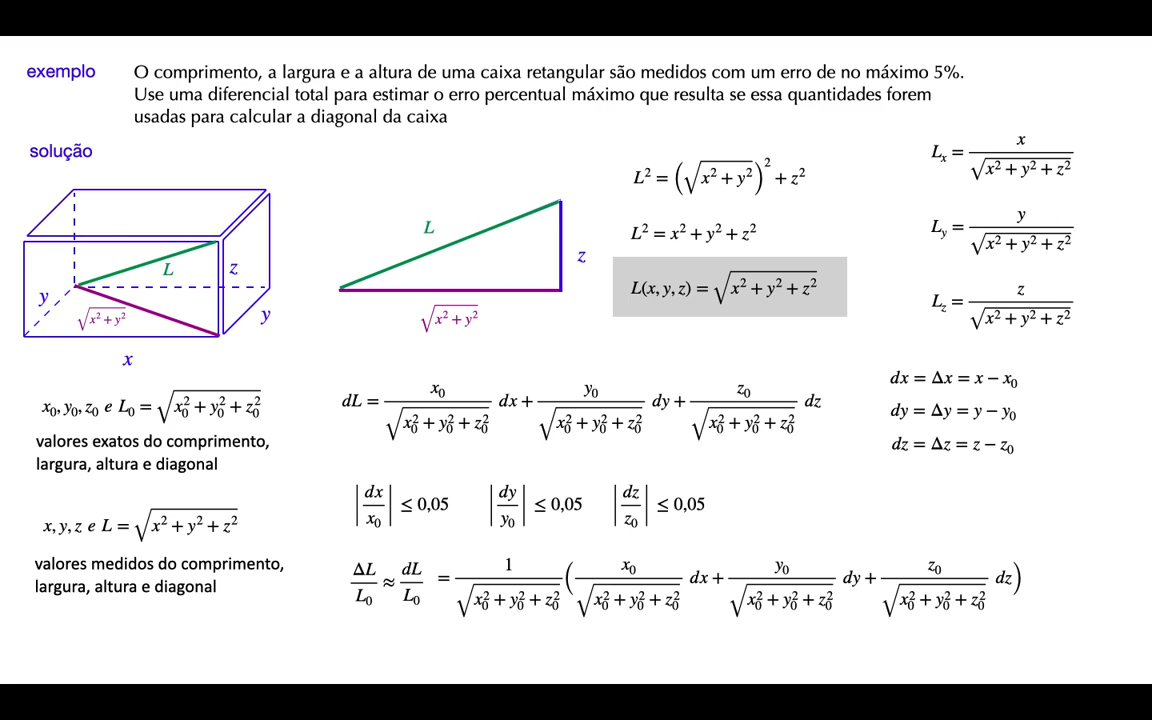 exemplo
O comprimento, a largura e a altura de uma caixa retangular são medidos com um erro de no máximo 5%.
Use uma diferencial total para estimar o erro percentual máximo que resulta se essa quantidades forem
usadas para calcular a diagonal da caixa
solução
L
z
y
√(x² + y²)
y
x
L
z
√(x² + y²)
L² = (√(x² + y²))² + z²
L² = x² + y² + z²
L(x, y, z) = √(x² + y² + z²)
Lₓ = x / √(x² + y² + z²)
L_y = y / √(x² + y² + z²)
L_z = z / √(x² + y² + z²)
x₀, y₀, z₀ e L₀ = √(x₀² + y₀² + z₀²)
valores exatos do comprimento,
largura, altura e diagonal
x, y, z e L = √(x² + y² + z²)
valores medidos do comprimento,
largura, altura e diagonal
dL = x₀ / √(x₀² + y₀² + z₀²) dx + y₀ / √(x₀² + y₀² + z₀²) dy + z₀ / √(x₀² + y₀² + z₀²) dz
dx = Δx = x − x₀
dy = Δy = y − y₀
dz = Δz = z − z₀
|dx / x₀| ≤ 0,05 |dy / y₀| ≤ 0,05 |dz / z₀| ≤ 0,05
ΔL / L₀ ≈ dL / L₀ = 1 / √(x₀² + y₀² + z₀²) (x₀ / √(x₀² + y₀² + z₀²) dx + y₀ / √(x₀² + y₀² + z₀²) dy + z₀ / √(x₀² + y₀² + z₀²) dz)